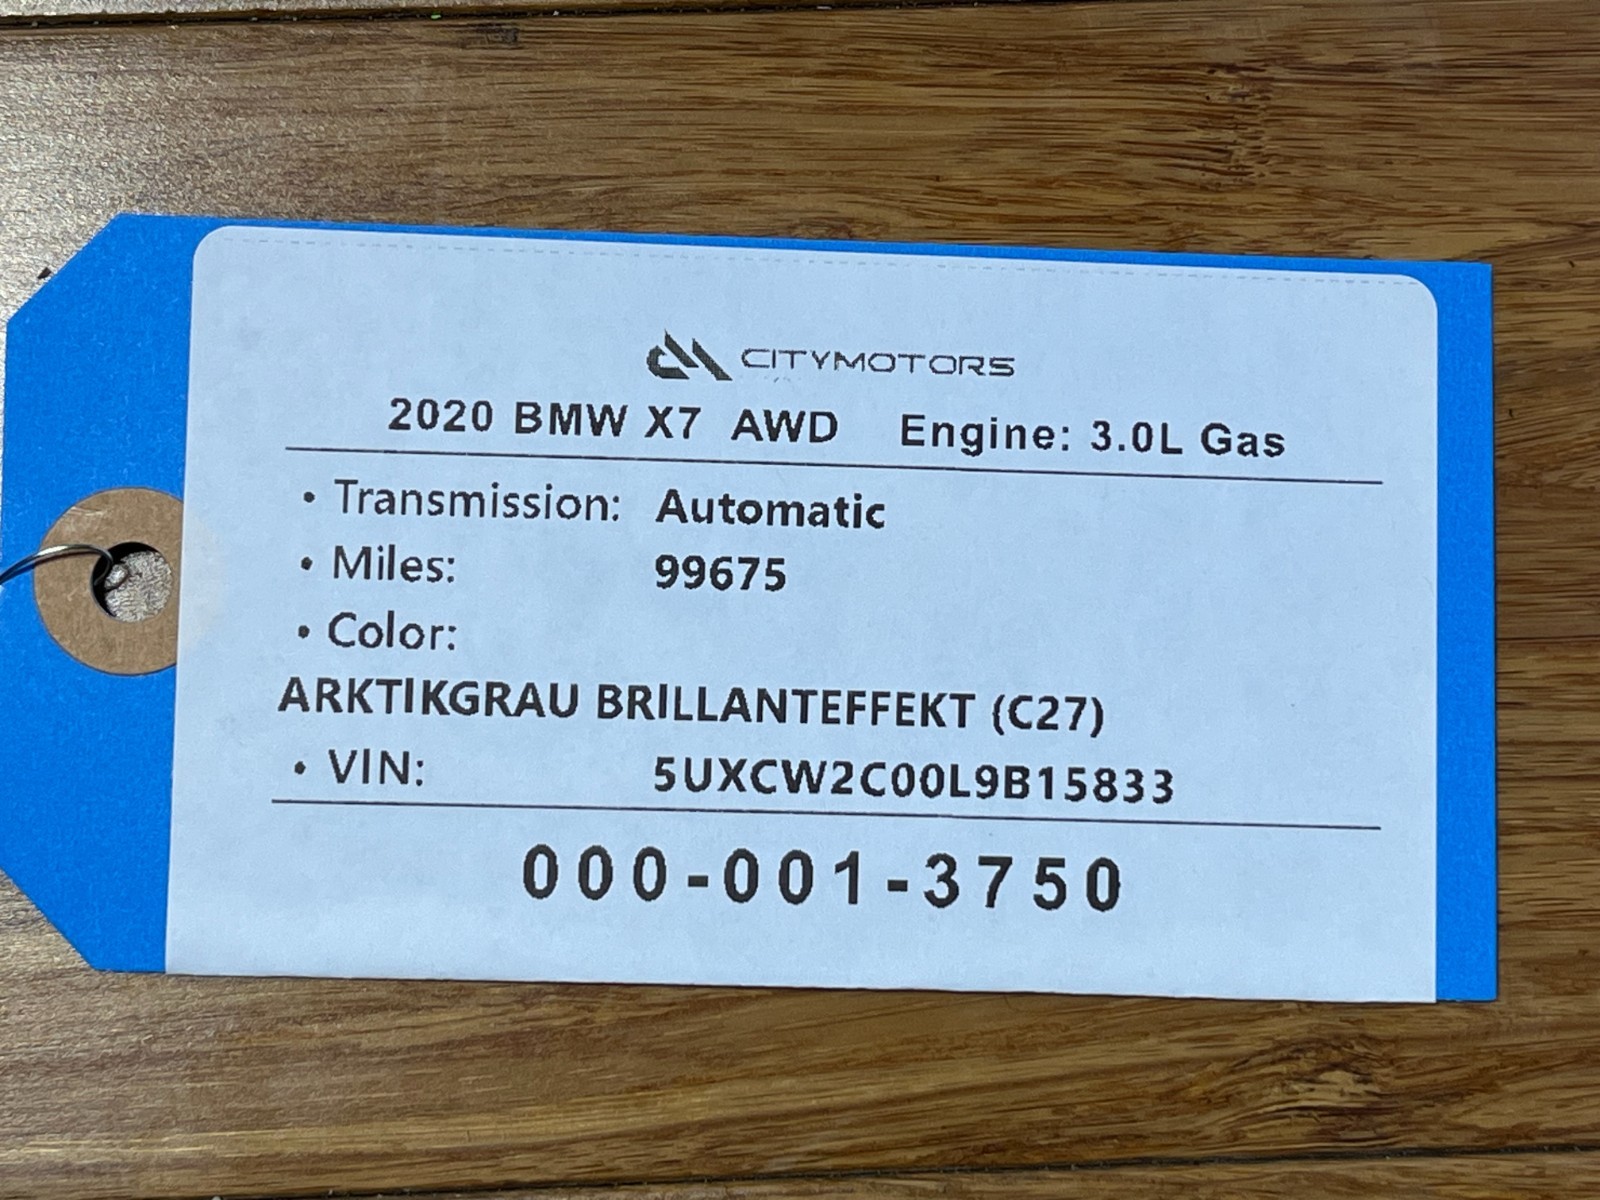 CITYMOTORS
2020 BMW X7 AWD Engine: 3.0L Gas
• Transmission: Automatic
• Miles: 99675
• Color:
ARKTIKGRAU BRILLANTEFFEKT (C27)
• VIN: 5UXCW2C00L9B15833
000-001-3750